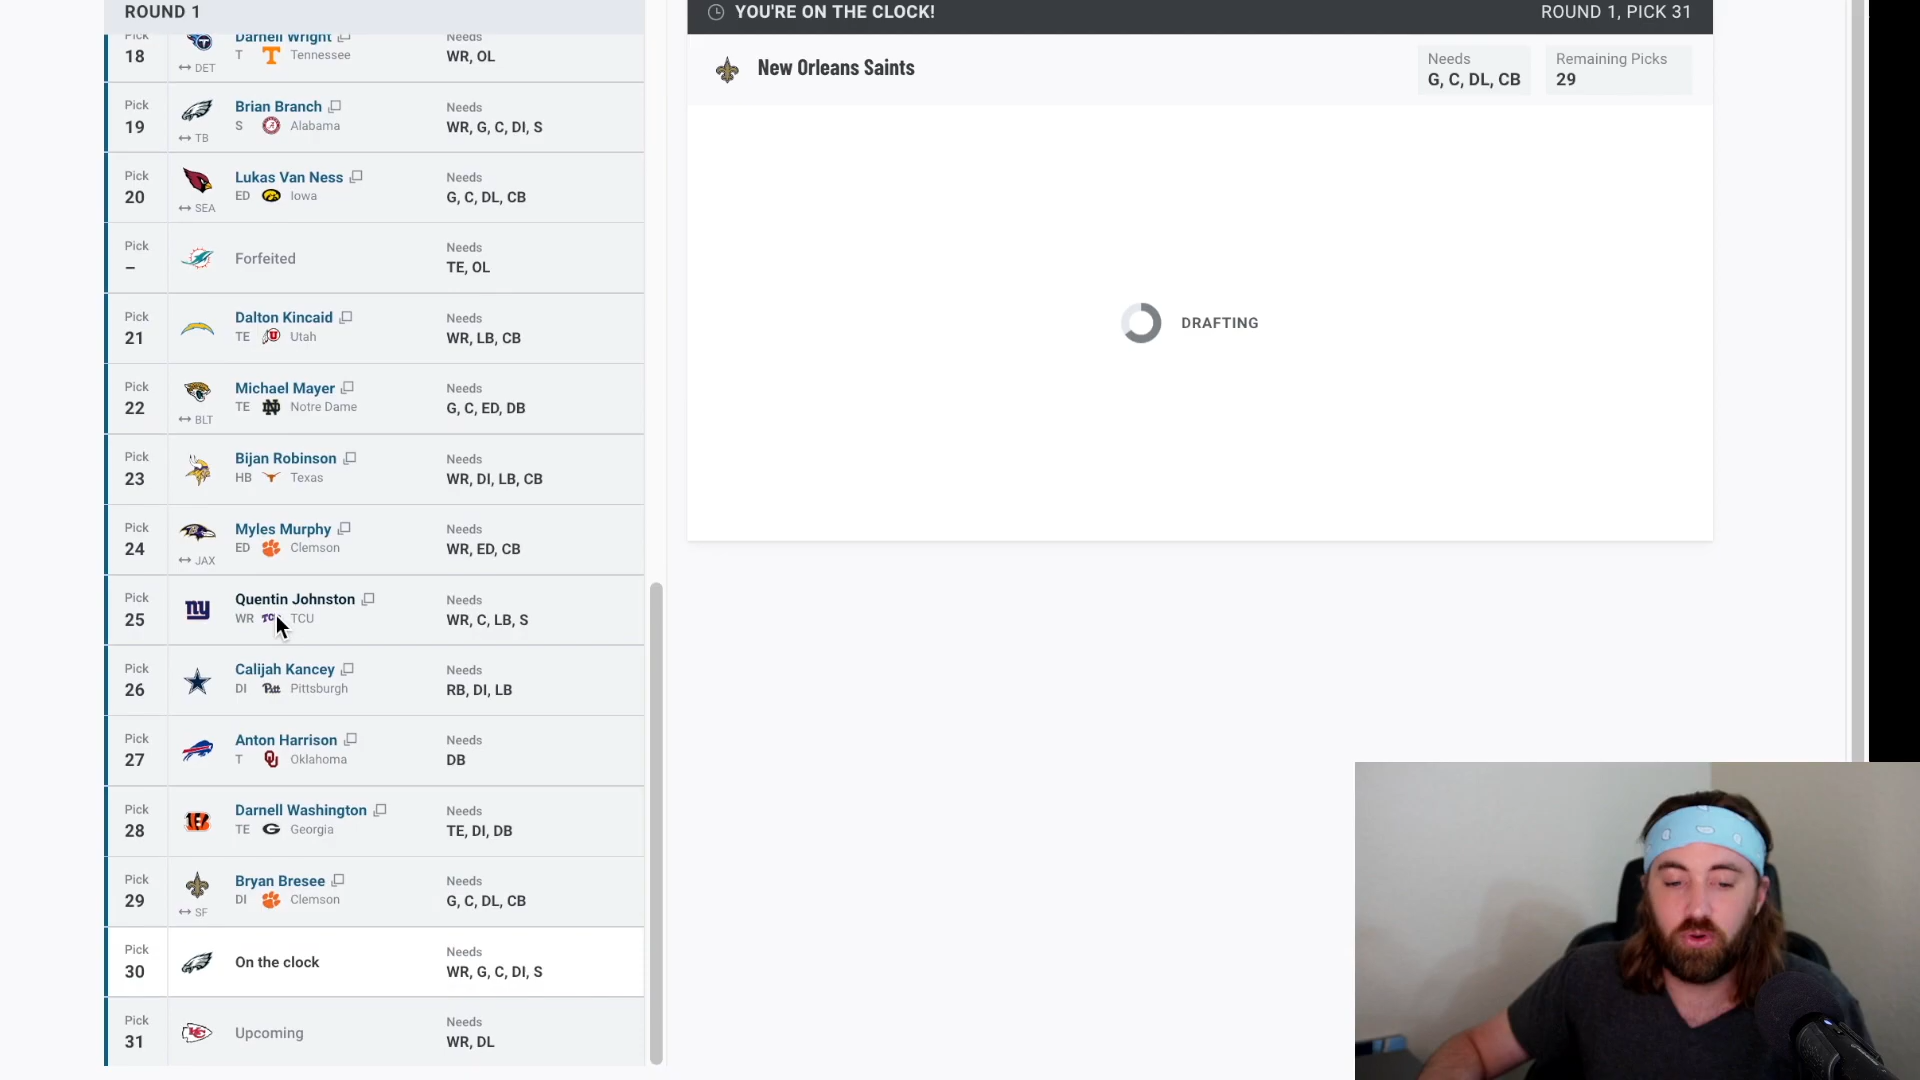 ROUND 1
Pick
18
DET
Darnell Wright
T Tennessee
Needs
WR, OL
Pick
19
TB
Brian Branch
S Alabama
Needs
WR, G, C, DI, S
Pick
20
SEA
Lukas Van Ness
ED Iowa
Needs
G, C, DL, CB
Pick
–
Forfeited
Needs
TE, OL
Pick
21
Dalton Kincaid
TE Utah
Needs
WR, LB, CB
Pick
22
BLT
Michael Mayer
TE Notre Dame
Needs
G, C, ED, DB
Pick
23
Bijan Robinson
HB Texas
Needs
WR, DI, LB, CB
Pick
24
JAX
Myles Murphy
ED Clemson
Needs
WR, ED, CB
Pick
25
ny
Quentin Johnston
WR TCU
Needs
WR, C, LB, S
Pick
26
Calijah Kancey
DI Pitt Pittsburgh
Needs
RB, DI, LB
Pick
27
Anton Harrison
T Oklahoma
Needs
DB
Pick
28
Darnell Washington
TE G Georgia
Needs
TE, DI, DB
Pick
29
SF
Bryan Bresee
DI Clemson
Needs
G, C, DL, CB
Pick
30
On the clock
Needs
WR, G, C, DI, S
Pick
31
KC
Upcoming
Needs
WR, DL
YOU'RE ON THE CLOCK!
ROUND 1, PICK 31
New Orleans Saints
Needs
G, C, DL, CB
Remaining Picks
29
DRAFTING